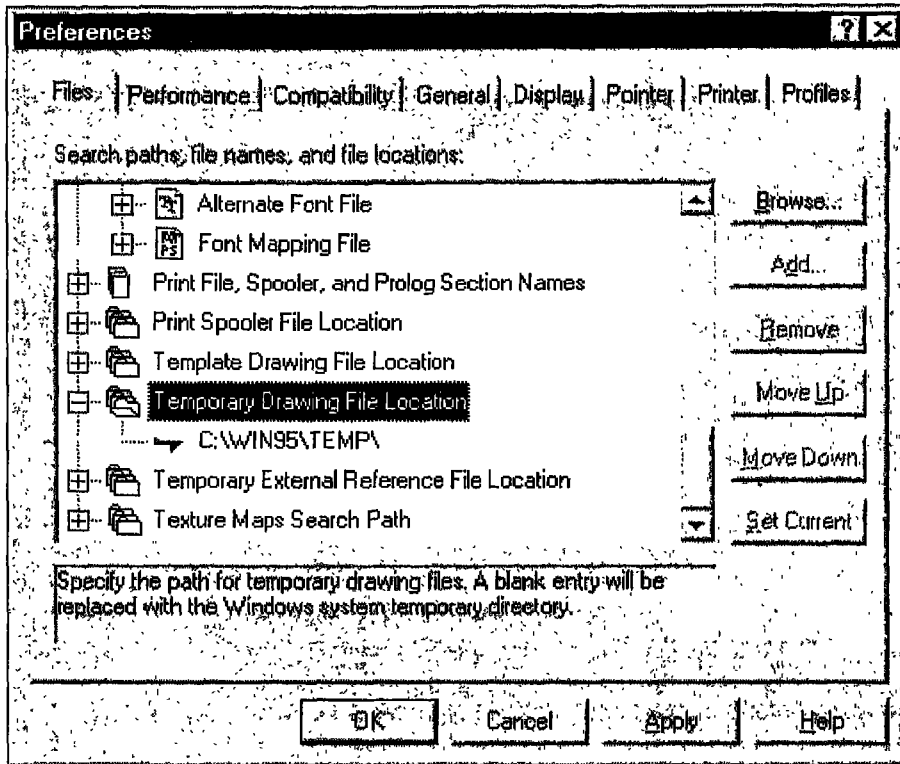 Preferences
Files Performance Compatibility General Display Pointer Printer Profiles
Search paths, file names, and file locations:
Alternate Font File
Font Mapping File
Print File, Spooler, and Prolog Section Names
Print Spooler File Location
Template Drawing File Location
Temporary Drawing File Location
C:\WIN95\TEMP\
Temporary External Reference File Location
Texture Maps Search Path
Browse...
Add...
Remove
Move Up
Move Down
Set Current
Specify the path for temporary drawing files. A blank entry will be
replaced with the Windows system temporary directory.
OK Cancel Apply Help